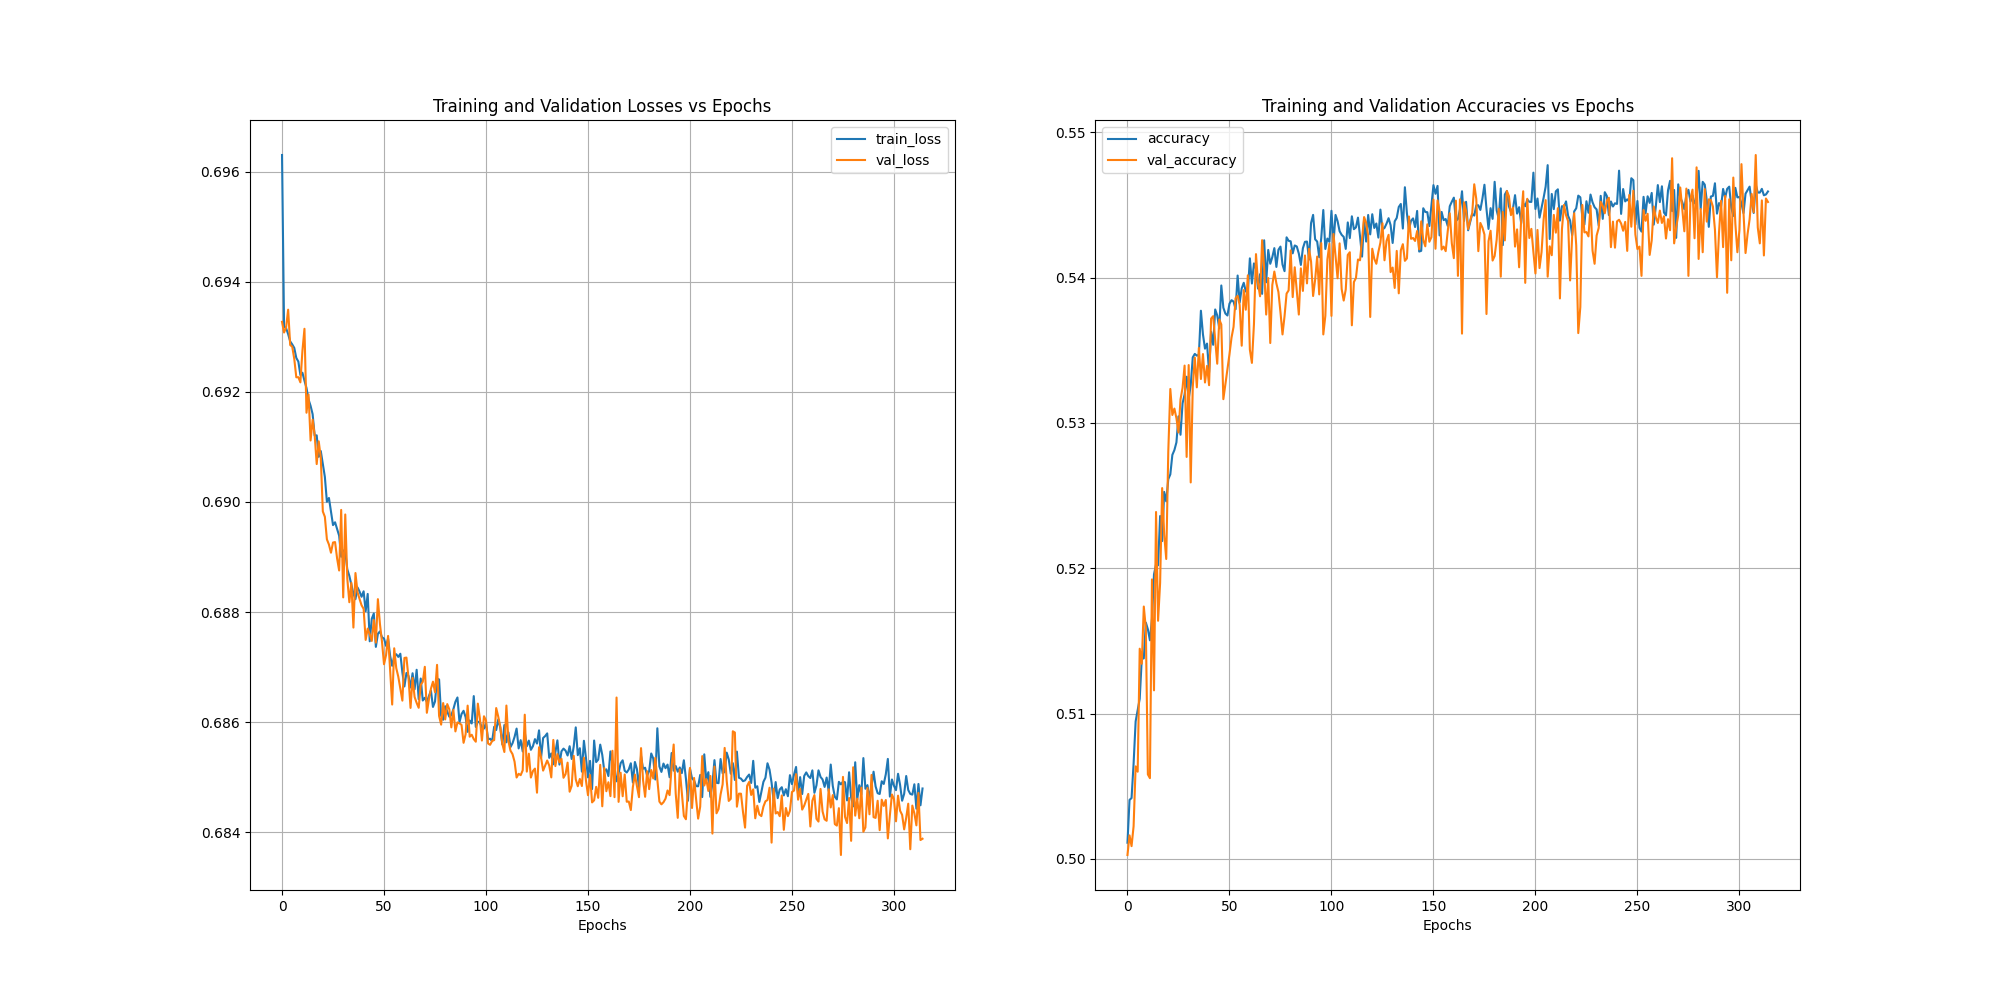 Training and Validation Losses vs Epochs
train_loss
val_loss
0.696
0.694
0.692
0.690
0.688
0.686
0.684
0 50 100 150 200 250 300
Epochs
Training and Validation Accuracies vs Epochs
accuracy
val_accuracy
0.55
0.54
0.53
0.52
0.51
0.50
0 50 100 150 200 250 300
Epochs